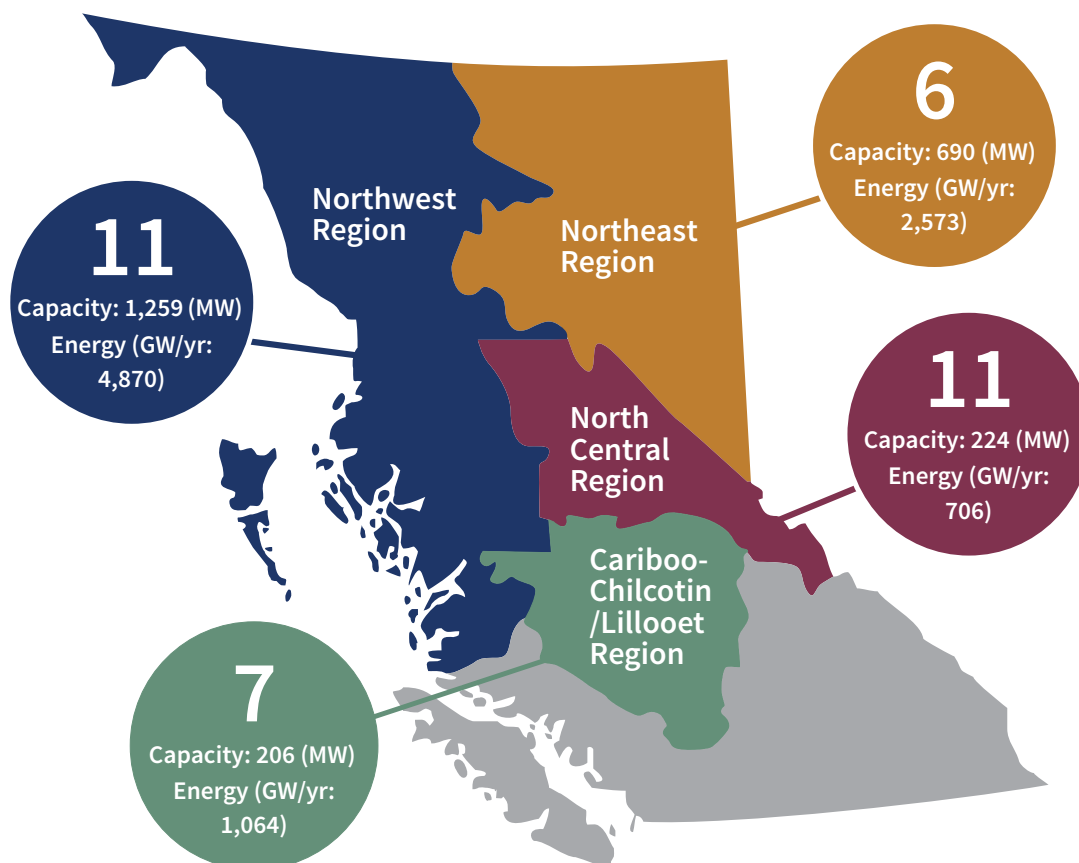 6
Capacity: 690 (MW)
Energy (GW/yr:
2,573)
Northwest
Region
Northeast
Region
11
Capacity: 1,259 (MW)
Energy (GW/yr:
4,870)
11
Capacity: 224 (MW)
Energy (GW/yr:
706)
North
Central
Region
Cariboo-
Chilcotin
/Lillooet
Region
7
Capacity: 206 (MW)
Energy (GW/yr:
1,064)